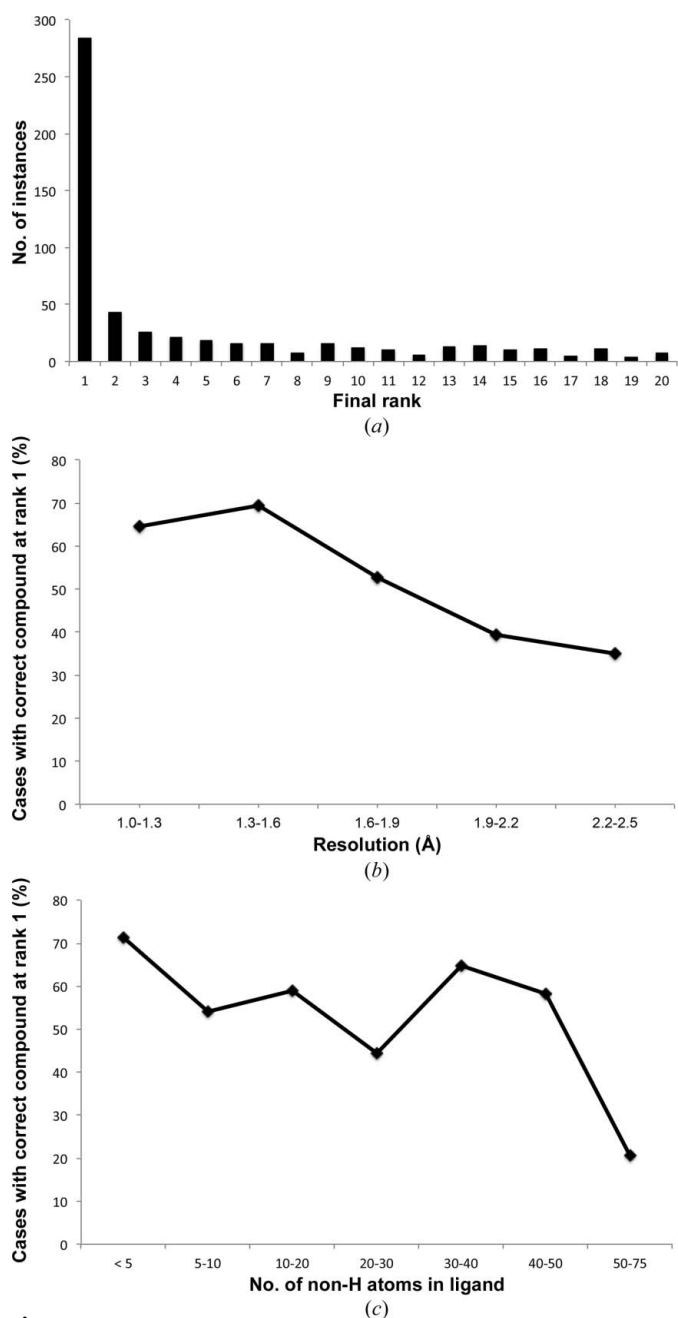 350
300
250
200
150
100
50
0
No. of instances
1 2 3 4 5 6 7 8 9 10 11 12 13 14 15 16 17 18 19 20
Final rank
(a)
80
70
60
50
40
30
20
10
0
Cases with correct compound at rank 1 (%)
1.0-1.3 1.3-1.6 1.6-1.9 1.9-2.2 2.2-2.5
Resolution (Å)
(b)
80
70
60
50
40
30
20
10
0
Cases with correct compound at rank 1 (%)
< 5 5-10 10-20 20-30 30-40 40-50 50-75
No. of non-H atoms in ligand
(c)